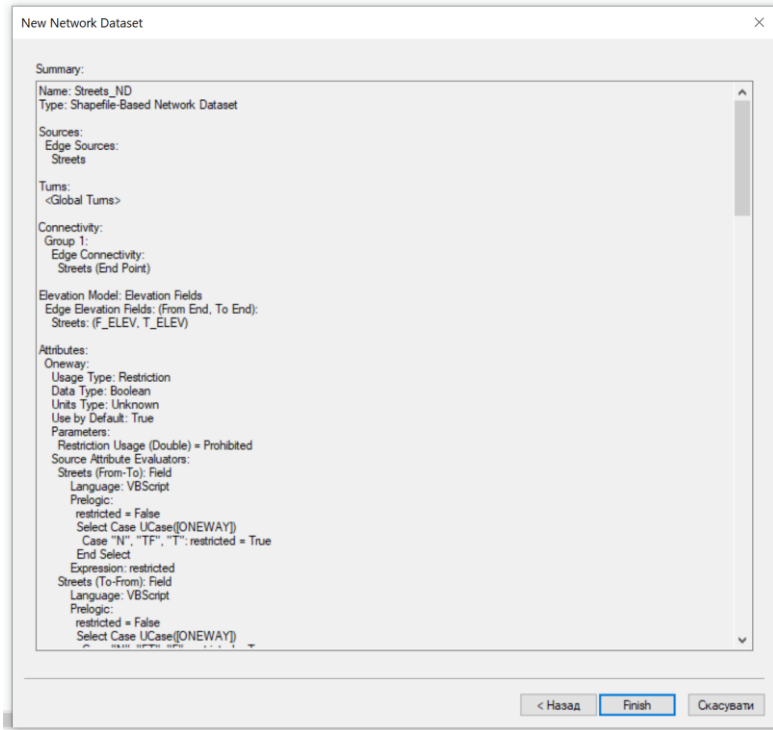 New Network Dataset
Summary:
Name: Streets_ND
Type: Shapefile-Based Network Dataset
Sources:
Edge Sources:
Streets
Turns:
<Global Turns>
Connectivity:
Group 1:
Edge Connectivity:
Streets (End Point)
Elevation Model: Elevation Fields
Edge Elevation Fields: (From End, To End):
Streets: (F_ELEV, T_ELEV)
Attributes:
Oneway:
Usage Type: Restriction
Data Type: Boolean
Units Type: Unknown
Use by Default: True
Parameters:
Restriction Usage (Double) = Prohibited
Source Attribute Evaluators:
Streets (From-To): Field
Language: VBScript
Prelogic:
restricted = False
Select Case UCase([ONEWAY])
Case "N", "TF", "T": restricted = True
End Select
Expression: restricted
Streets (To-From): Field
Language: VBScript
Prelogic:
restricted = False
Select Case UCase([ONEWAY])
< Назад
Finish
Скасувати